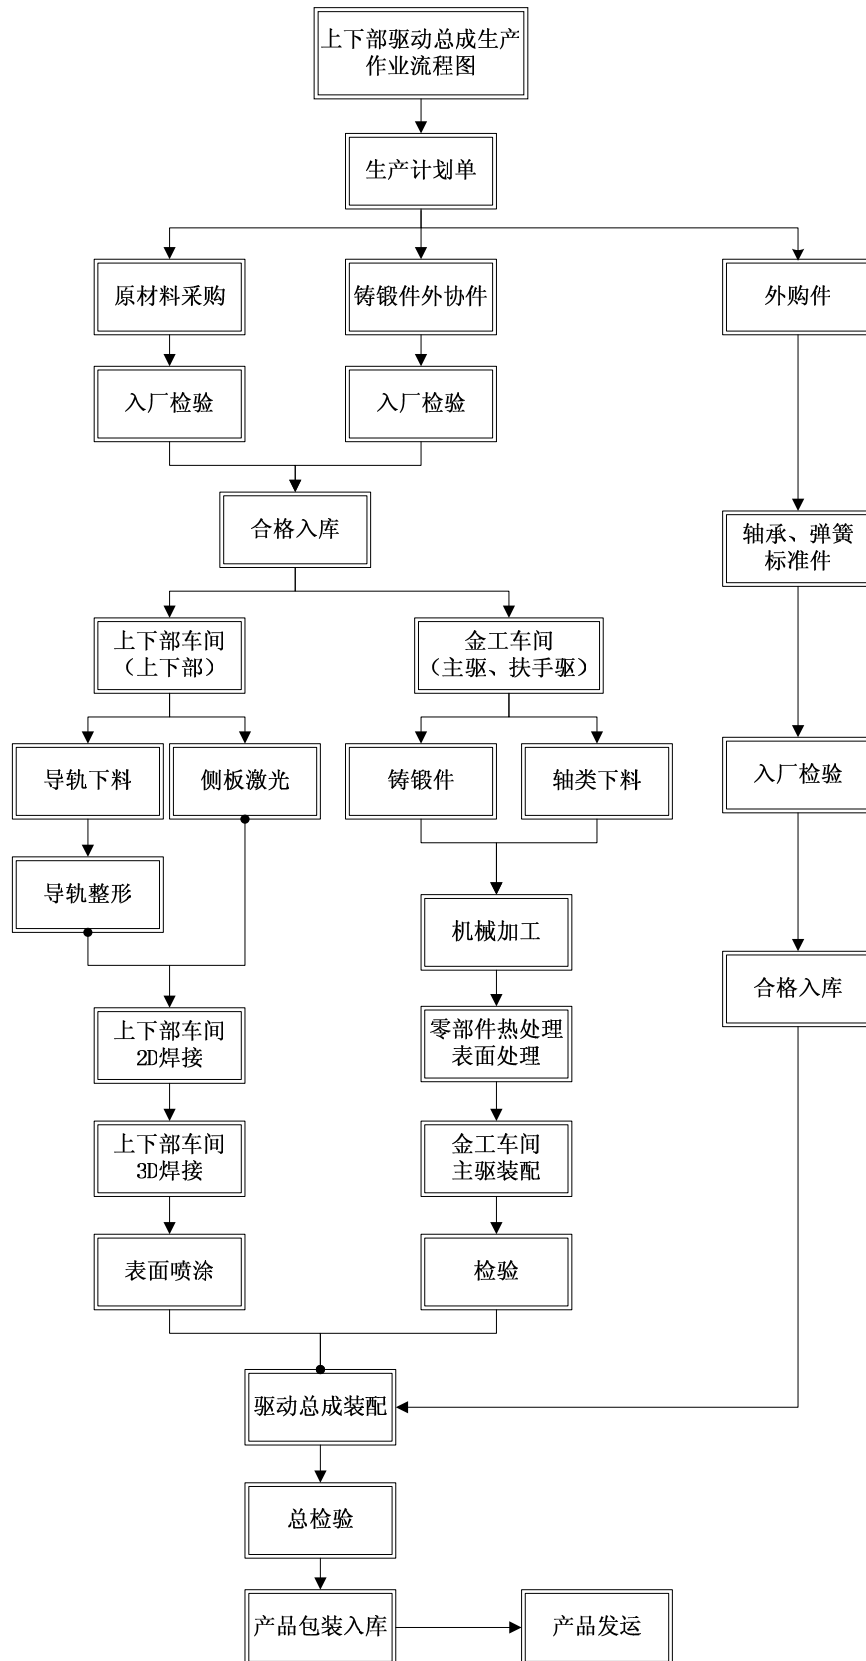 上下部驱动总成生产
作业流程图
生产计划单
原材料采购
铸锻件外协件
外购件
入厂检验
入厂检验
合格入库
轴承、弹簧
标准件
上下部车间
（上下部）
金工车间
（主驱、扶手驱）
导轨下料
侧板激光
铸锻件
轴类下料
入厂检验
导轨整形
机械加工
合格入库
上下部车间
2D焊接
零部件热处理
表面处理
上下部车间
3D焊接
金工车间
主驱装配
表面喷涂
检验
驱动总成装配
总检验
产品包装入库
产品发运